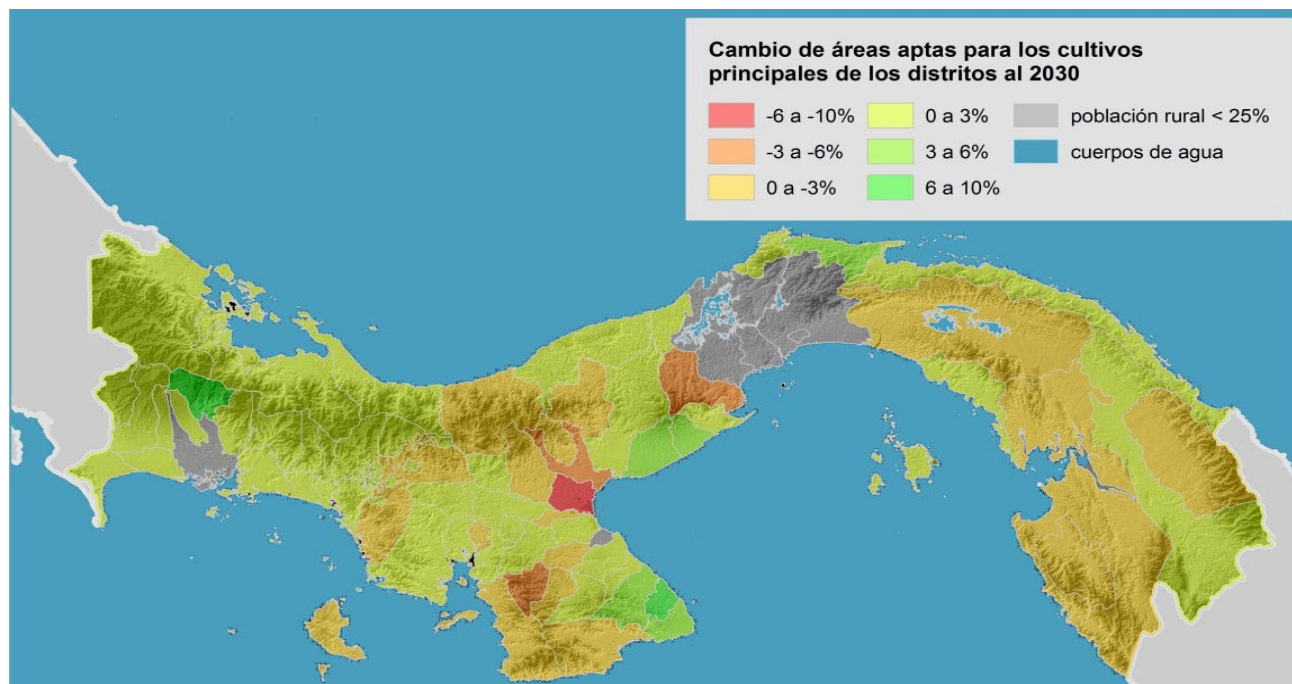 Cambio de áreas aptas para los cultivos
principales de los distritos al 2030
-6 a -10%
0 a 3%
población rural < 25%
-3 a -6%
3 a 6%
cuerpos de agua
0 a -3%
6 a 10%